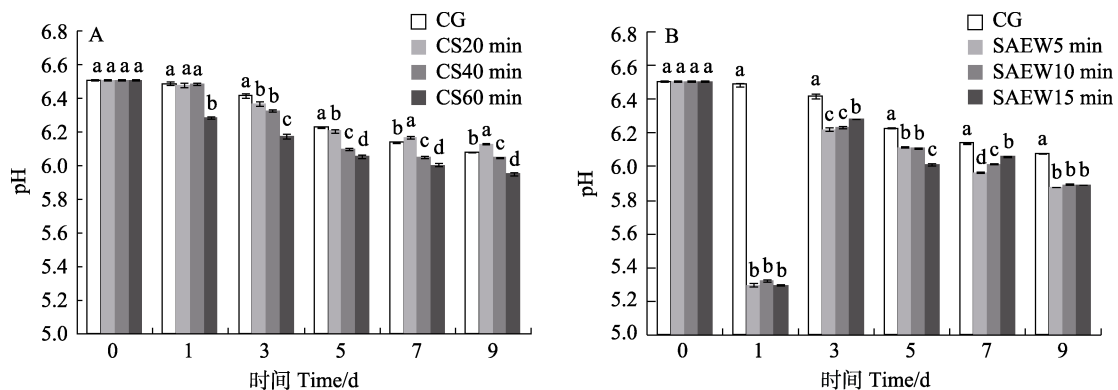 A
CG
CS20 min
CS40 min
CS60 min
pH
6.8
6.6
6.4
6.2
6.0
5.8
5.6
5.4
5.2
5.0
a a a a
a a a b
a b b c
a b c d
b a c d
b a c d
0 1 3 5 7 9
时间 Time/d
B
CG
SAEW5 min
SAEW10 min
SAEW15 min
pH
6.8
6.6
6.4
6.2
6.0
5.8
5.6
5.4
5.2
5.0
a a a a
a b b b
a c c b
a b b c
a d c b
a b b b
0 1 3 5 7 9
时间 Time/d